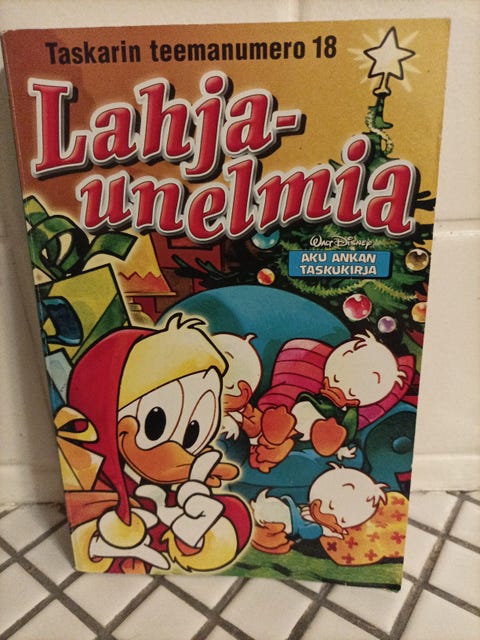 Taskarin teemanumero 18
Lahja-
unelmia
Walt Disney
AKU ANKAN
TASKUKIRJA